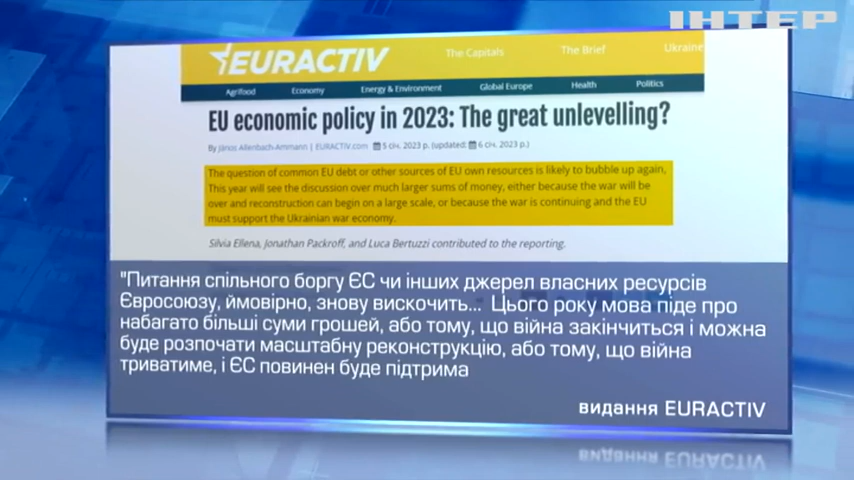 ІНТЕР
EURACTIV
The Capitals The Brief Ukraine
Agrifood Economy Energy & Environment Global Europe Health Politics
EU economic policy in 2023: The great unlevelling?
By János Allenbach-Ammann | EURACTIV.com 5 січ. 2023 р. (updated: 6 січ. 2023 р.)
The question of common EU debt or other sources of EU own resources is likely to bubble up again,
This year will see the discussion over much larger sums of money, either because the war will be
over and reconstruction can begin on a large scale, or because the war is continuing and the EU
must support the Ukrainian war economy.
Silvia Ellena, Jonathan Packroff, and Luca Bertuzzi contributed to the reporting.
"Питання спільного боргу ЄС чи інших джерел власних ресурсів
Євросоюзу, ймовірно, знову вискочить... Цього року мова піде про
набагато більші суми грошей, або тому, що війна закінчиться і можна
буде розпочати масштабну реконструкцію, або тому, що війна
триватиме, і ЄС повинен буде підтрима
видання EURACTIV